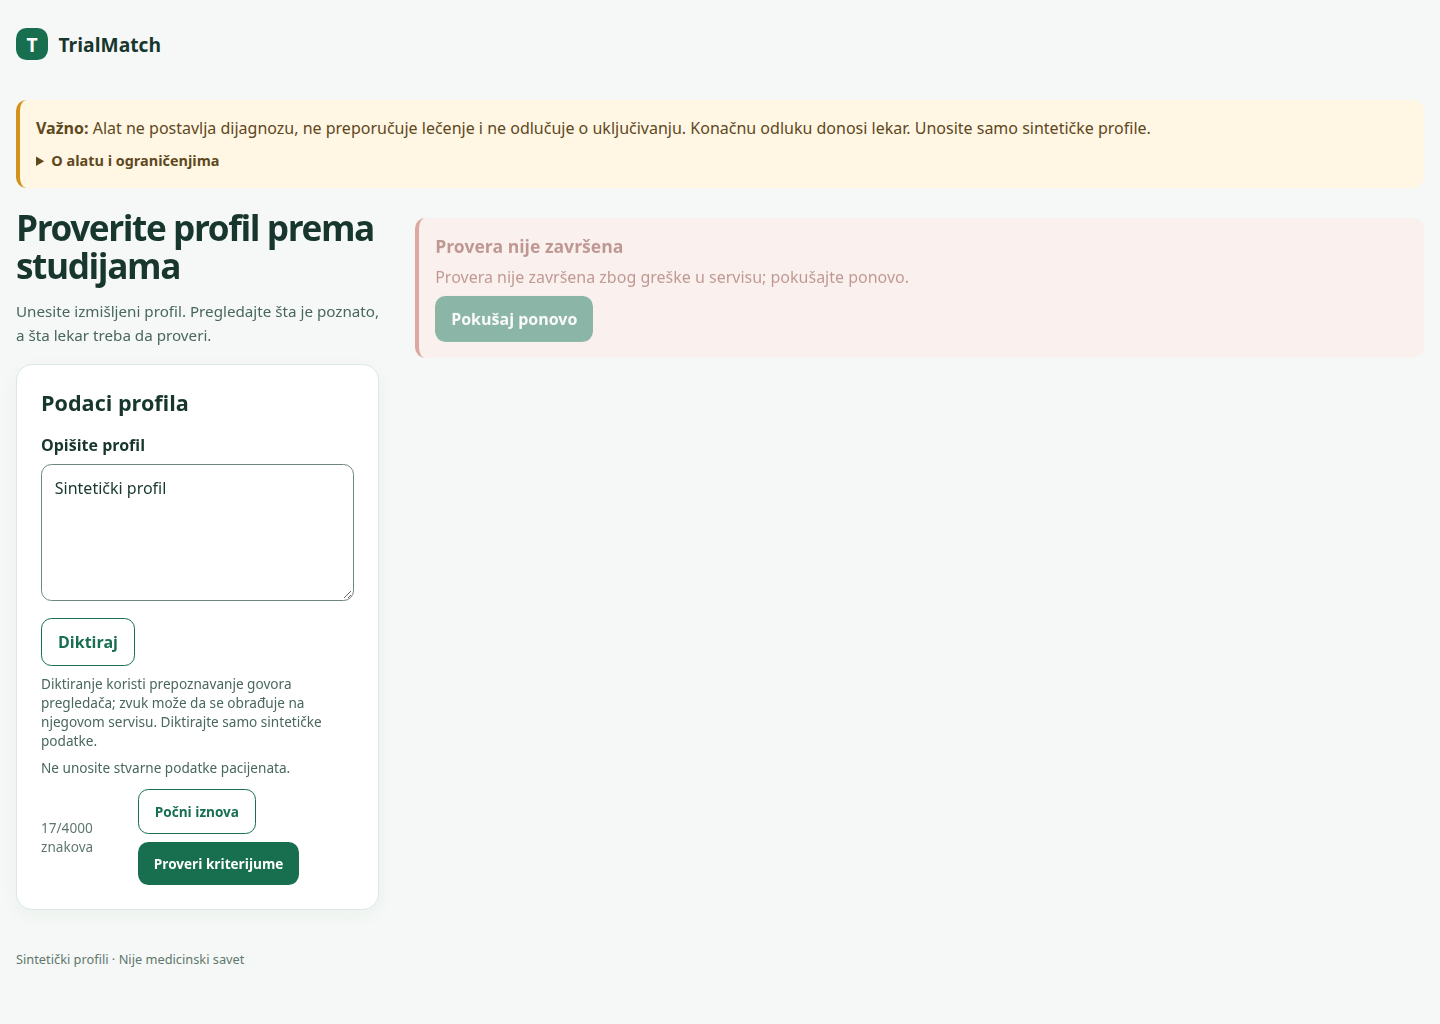 T TrialMatch
Važno: Alat ne postavlja dijagnozu, ne preporučuje lečenje i ne odlučuje o uključivanju. Konačnu odluku donosi lekar. Unosite samo sintetičke profile.
O alatu i ograničenjima
Proverite profil prema
studijama
Unesite izmišljeni profil. Pregledajte šta je poznato,
a šta lekar treba da proveri.
Podaci profila
Opišite profil
Sintetički profil
Diktiraj
Diktiranje koristi prepoznavanje govora
pregledača; zvuk može da se obrađuje na
njegovom servisu. Diktirajte samo sintetičke
podatke.
Ne unosite stvarne podatke pacijenata.
17/4000
znakova
Počni iznova
Proveri kriterijume
Provera nije završena
Provera nije završena zbog greške u servisu; pokušajte ponovo.
Pokušaj ponovo
Sintetički profili · Nije medicinski savet